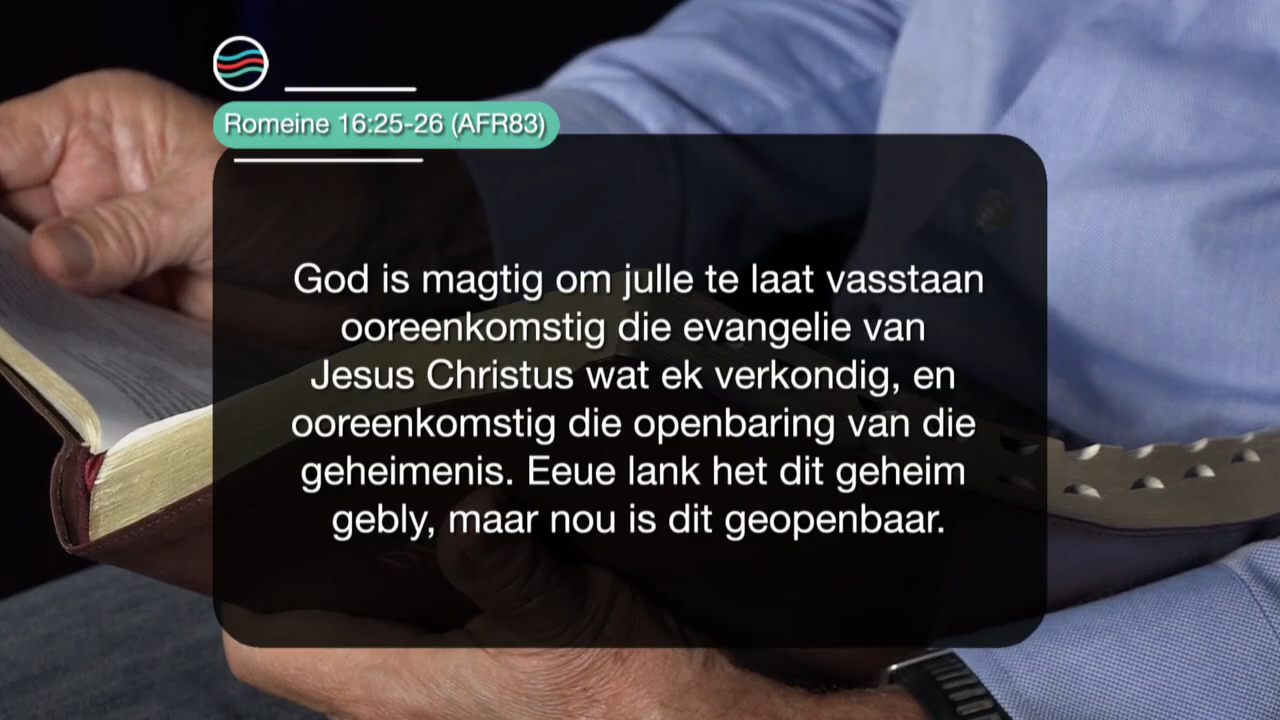 Romeine 16:25-26 (AFR83)
God is magtig om julle te laat vasstaan
ooreenkomstig die evangelie van
Jesus Christus wat ek verkondig, en
ooreenkomstig die openbaring van die
geheimenis. Eeue lank het dit geheim
gebly, maar nou is dit geopenbaar.